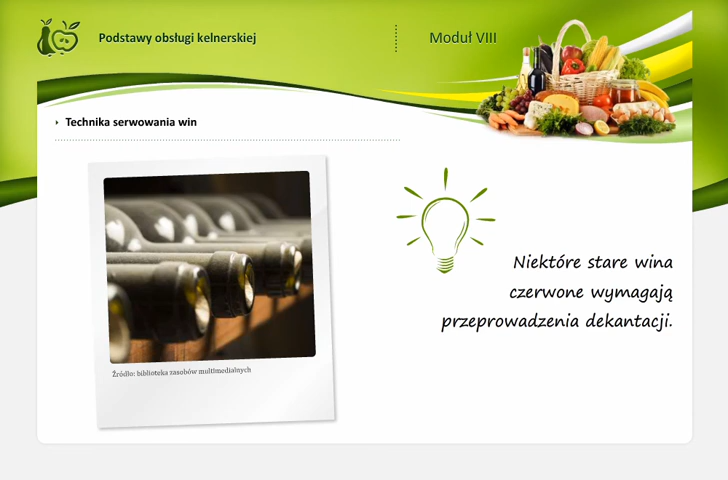 Podstawy obsługi kelnerskiej
Moduł VIII
Technika serwowania win
Niektóre stare wina
czerwone wymagają
przeprowadzenia dekantacji.
Źródło: biblioteka zasobów multimedialnych